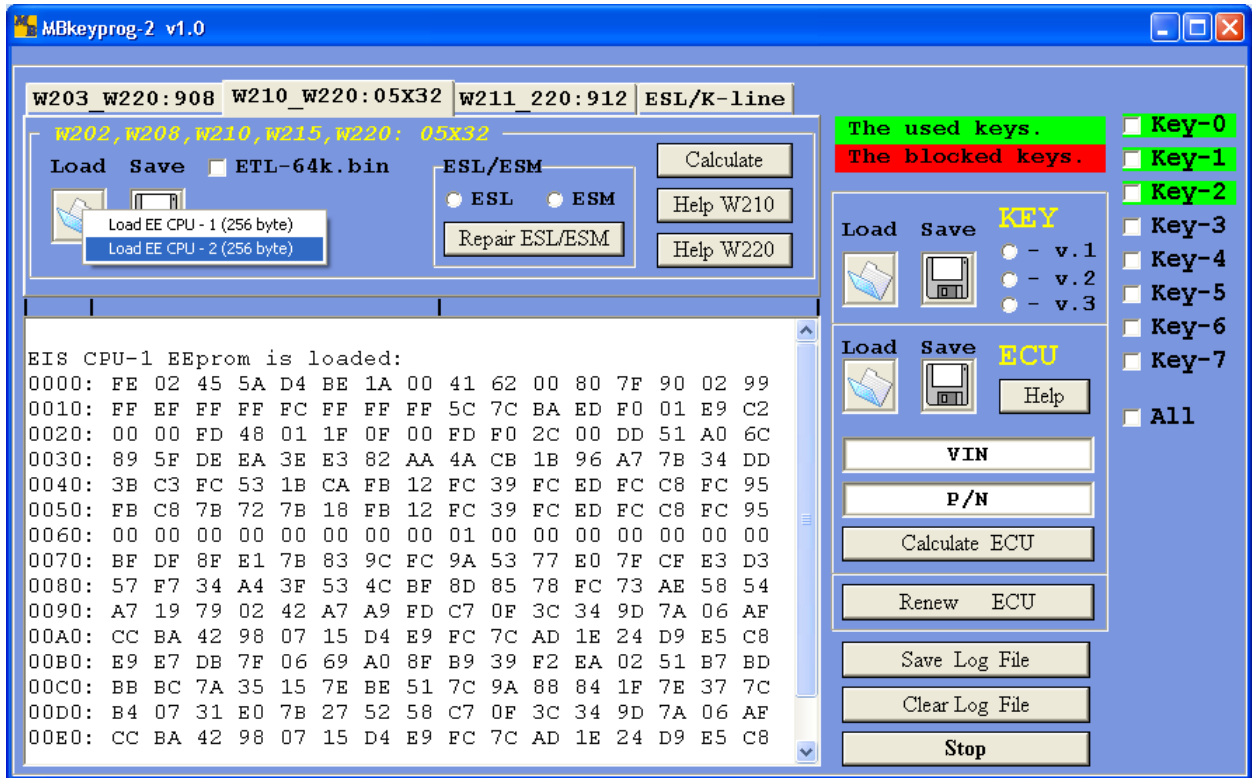 MBkeyprog-2 v1.0
W203_W220:908 W210_W220:05X32 W211_220:912 ESL/K-line
W202,W208,W210,W215,W220: 05X32
Load Save ETL-64k.bin
ESL/ESM
ESL ESM
Repair ESL/ESM
Calculate
Help W210
Help W220
Load EE CPU - 1 (256 byte)
Load EE CPU - 2 (256 byte)
EIS CPU-1 EEprom is loaded:
0000: FE 02 45 5A D4 BE 1A 00 41 62 00 80 7F 90 02 99
0010: FF EF FF FF FC FF FF FF 5C 7C BA ED F0 01 E9 C2
0020: 00 00 FD 48 01 1F 0F 00 FD F0 2C 00 DD 51 A0 6C
0030: 89 5F DE EA 3E E3 82 AA 4A CB 1B 96 A7 7B 34 DD
0040: 3B C3 FC 53 1B CA FB 12 FC 39 FC ED FC C8 FC 95
0050: FB C8 7B 72 7B 18 FB 12 FC 39 FC ED FC C8 FC 95
0060: 00 00 00 00 00 00 00 00 01 00 00 00 00 00 00 00
0070: BF DF 8F E1 7B 83 9C FC 9A 53 77 E0 7F CF E3 D3
0080: 57 F7 34 A4 3F 53 4C BF 8D 85 78 FC 73 AE 58 54
0090: A7 19 79 02 42 A7 A9 FD C7 0F 3C 34 9D 7A 06 AF
00A0: CC BA 42 98 07 15 D4 E9 FC 7C AD 1E 24 D9 E5 C8
00B0: E9 E7 DB 7F 06 69 A0 8F B9 39 F2 EA 02 51 B7 BD
00C0: BB BC 7A 35 15 7E BE 51 7C 9A 88 84 1F 7E 37 7C
00D0: B4 07 31 E0 7B 27 52 58 C7 0F 3C 34 9D 7A 06 AF
00E0: CC BA 42 98 07 15 D4 E9 FC 7C AD 1E 24 D9 E5 C8
The used keys.
The blocked keys.
Load Save KEY
- v.1
- v.2
- v.3
Load Save ECU
Help
VIN
P/N
Calculate ECU
Renew ECU
Save Log File
Clear Log File
Stop
Key-0
Key-1
Key-2
Key-3
Key-4
Key-5
Key-6
Key-7
All